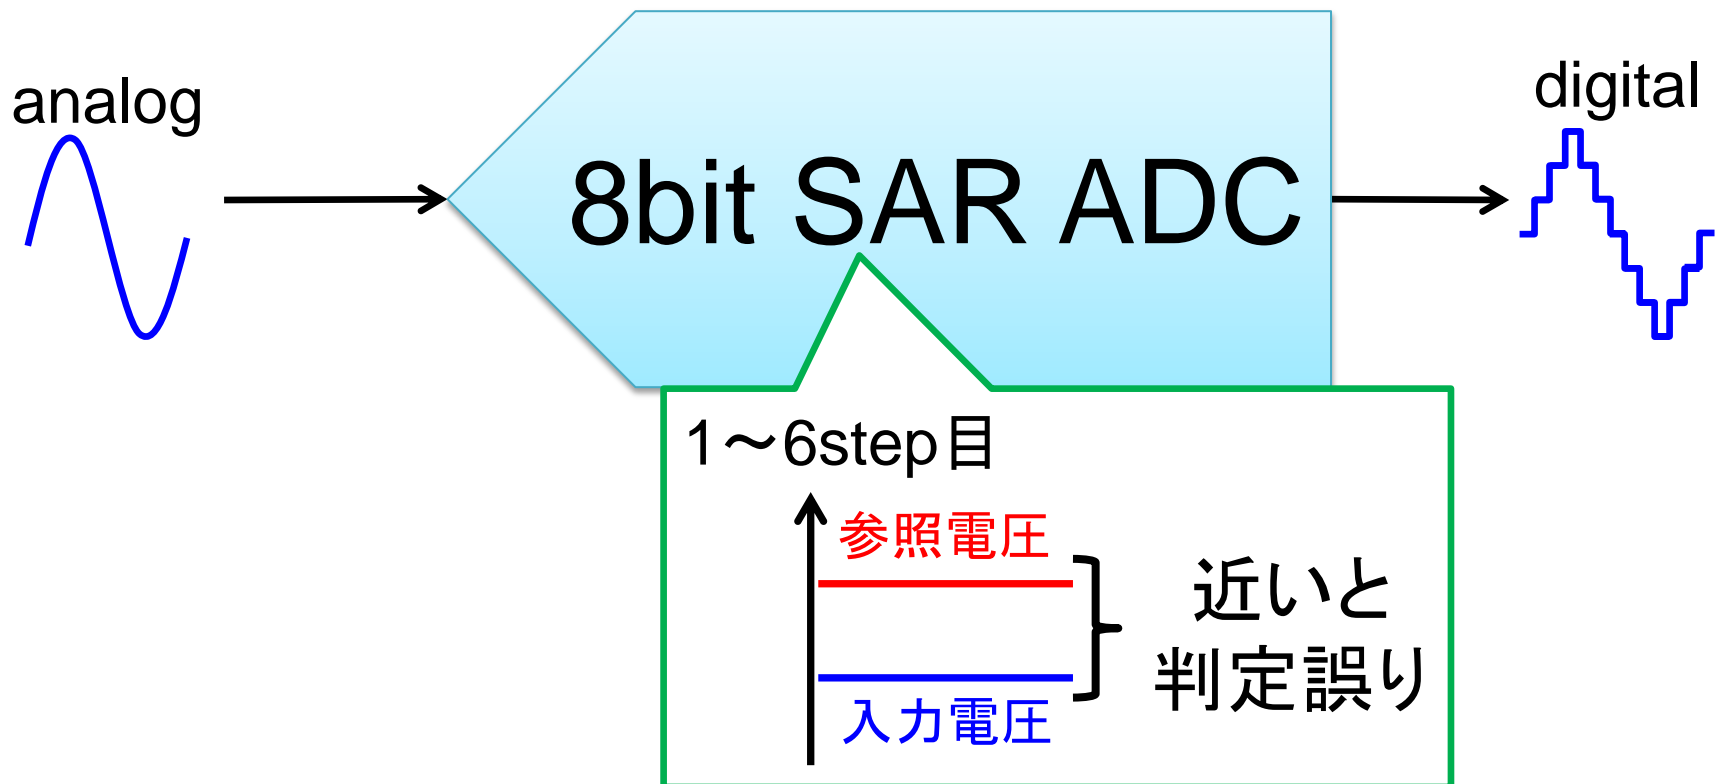 analog
8bit SAR ADC
digital
1～6step目
参照電圧
入力電圧
近いと
判定誤り